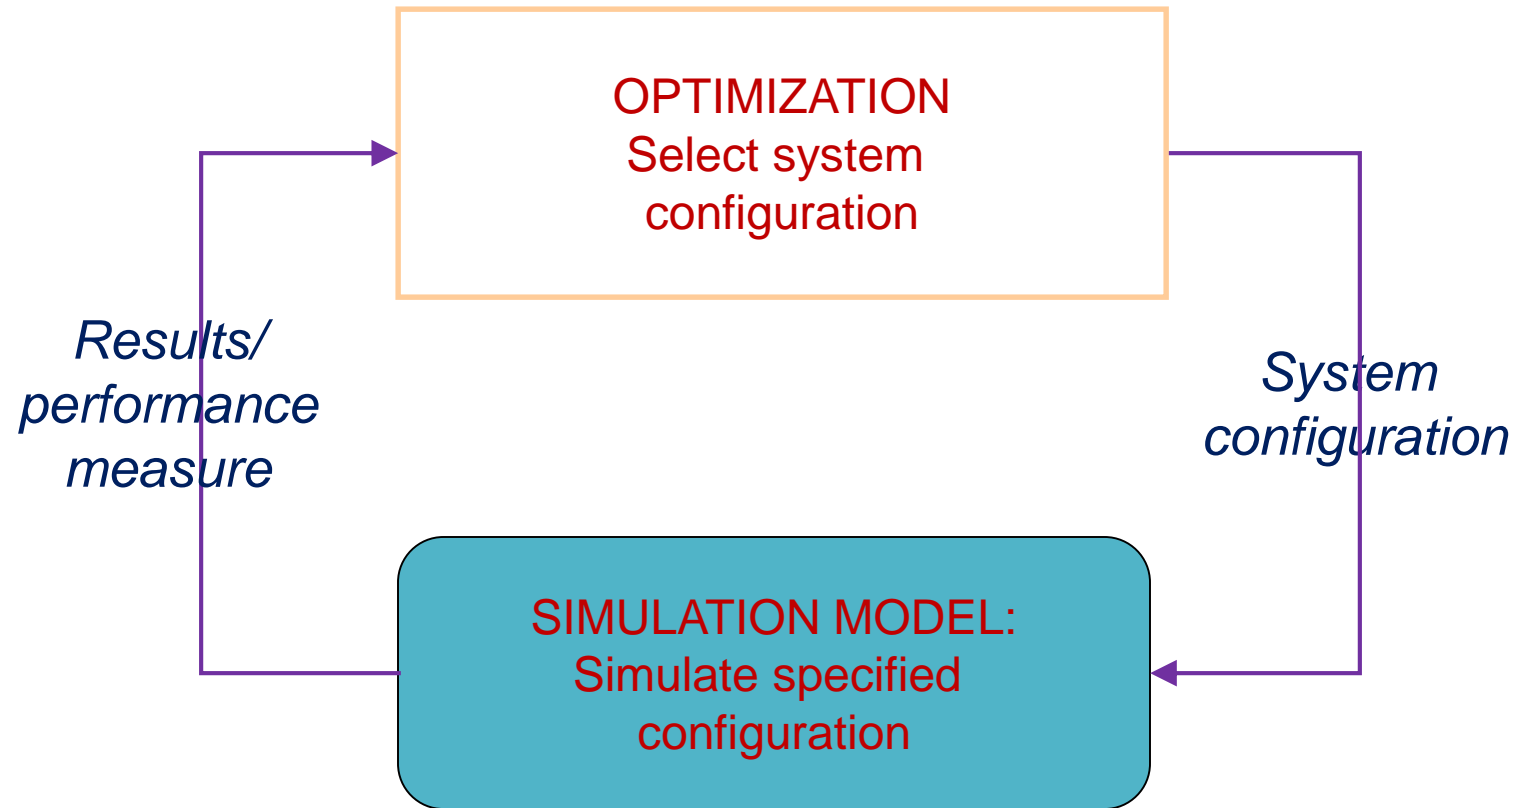 OPTIMIZATION
Select system
configuration
Results/
performance
measure
System
configuration
SIMULATION MODEL:
Simulate specified
configuration